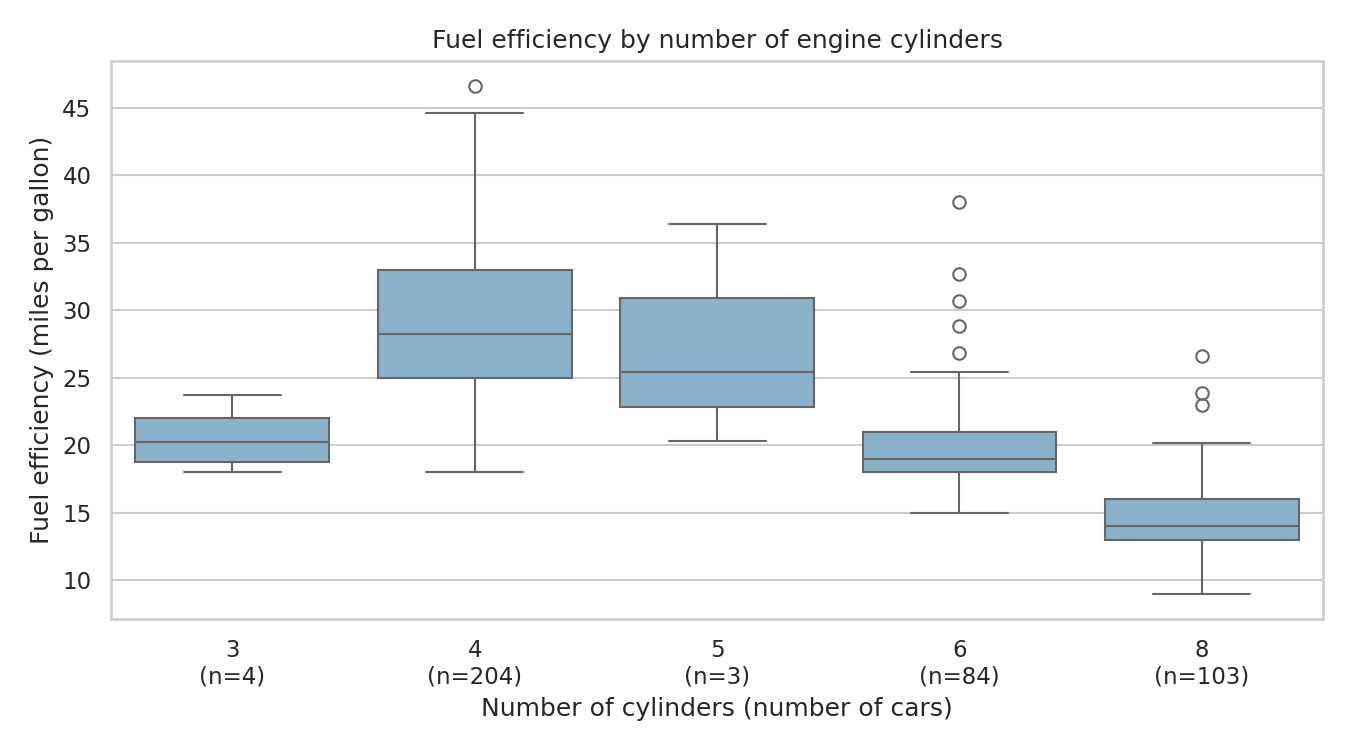 Fuel efficiency by number of engine cylinders
Fuel efficiency (miles per gallon)
45
40
35
30
25
20
15
10
3 4 5 6 8
(n=4) (n=204) (n=3) (n=84) (n=103)
Number of cylinders (number of cars)